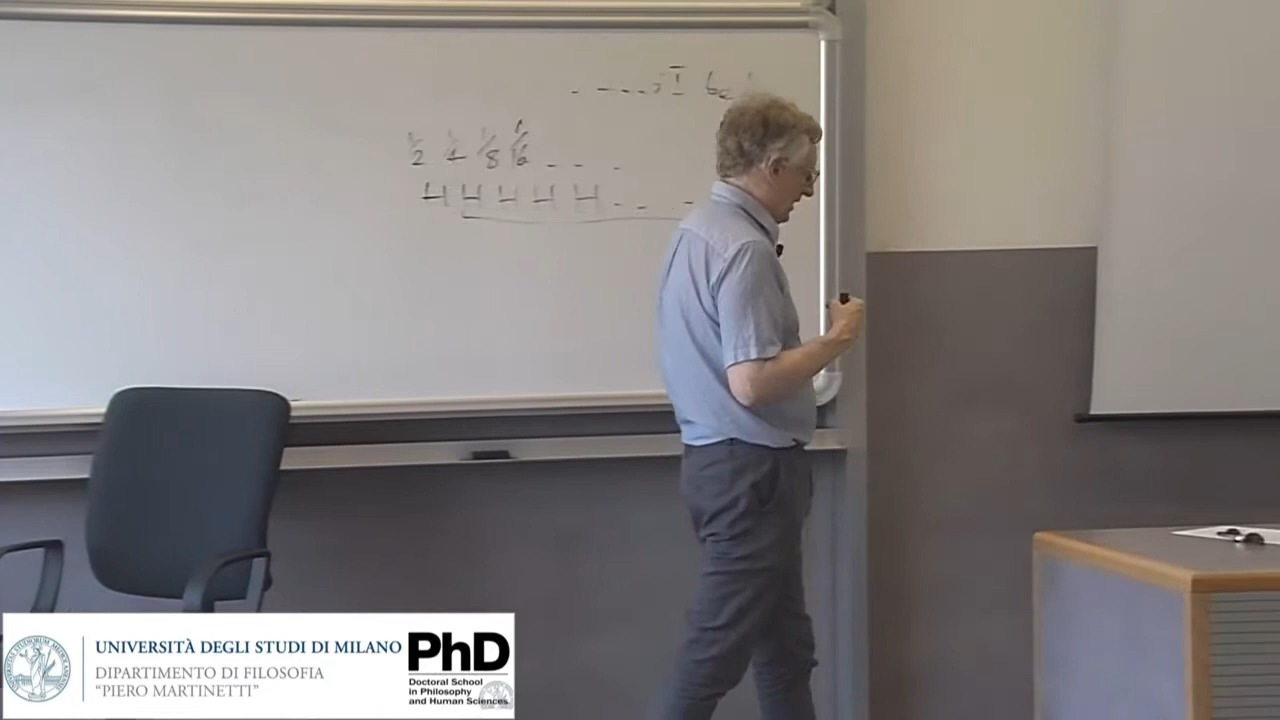 1/2 1/4 1/8 1/16 _ _ _
H H H H H . . . .
UNIVERSITÀ DEGLI STUDI DI MILANO
DIPARTIMENTO DI FILOSOFIA
"PIERO MARTINETTI"
PhD
Doctoral School
in Philosophy
and Human Sciences